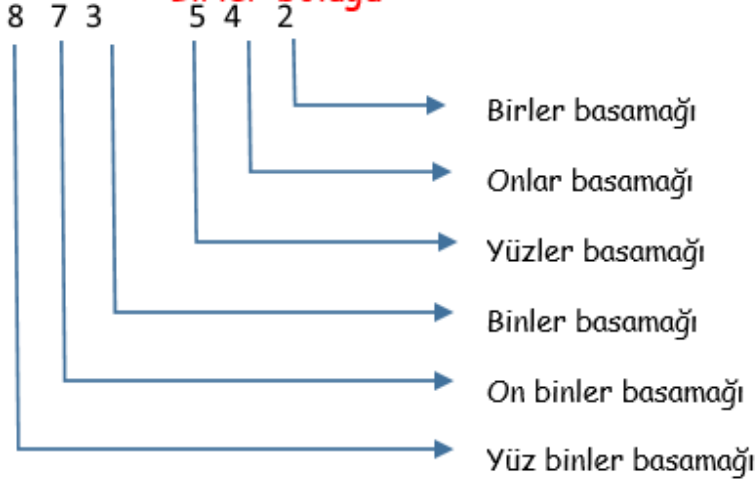 8 7 3 5 4 2
Birler basamağı
Onlar basamağı
Yüzler basamağı
Binler basamağı
On binler basamağı
Yüz binler basamağı